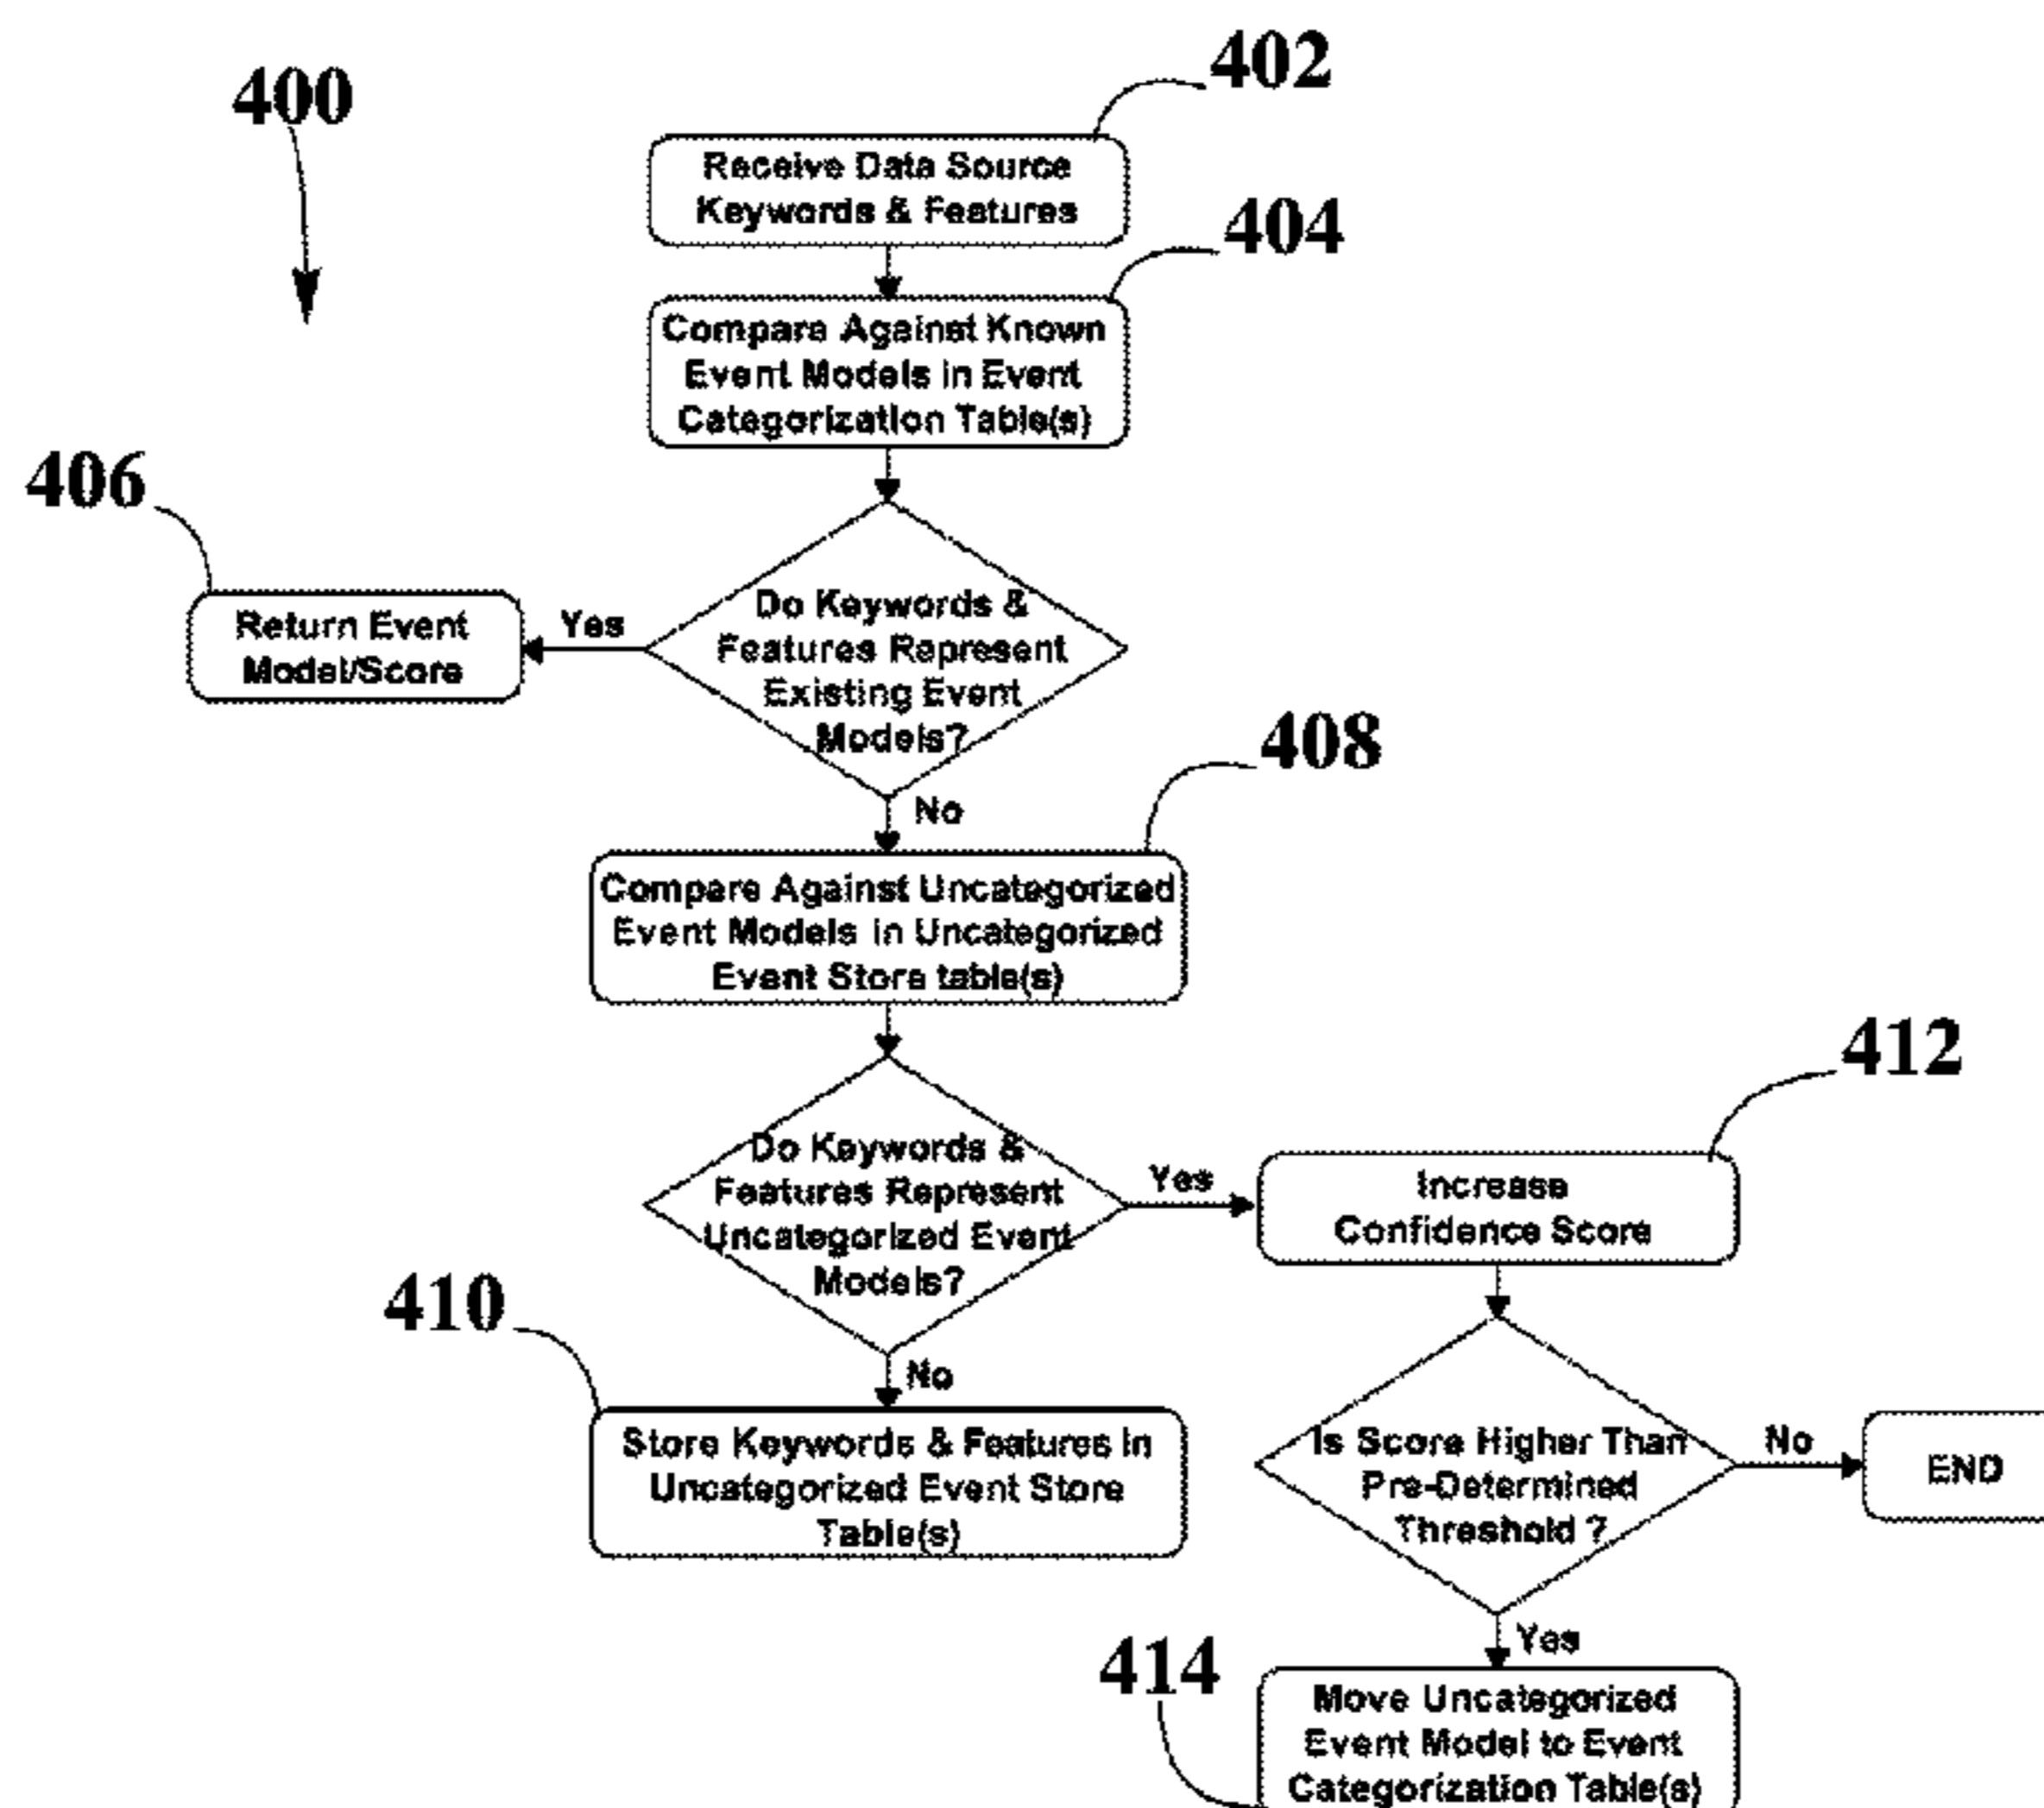 400
402
Receive Data Source
Keywords & Features
404
Compare Against Known
Event Models in Event
Categorization Table(s)
406
Return Event
Model/Score
Yes
Do Keywords &
Features Represent
Existing Event
Models?
No
408
Compare Against Uncategorized
Event Models in Uncategorized
Event Store table(s)
Do Keywords &
Features Represent
Uncategorized Event
Models?
Yes
412
Increase
Confidence Score
410
No
Store Keywords & Features in
Uncategorized Event Store
Table(s)
Is Score Higher Than
Pre-Determined
Threshold ?
No
END
Yes
414
Move Uncategorized
Event Model to Event
Categorization Table(s)